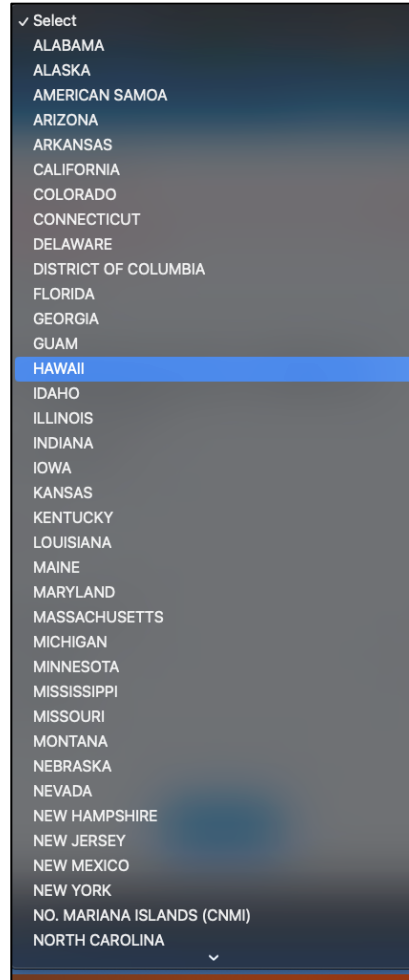 Select
ALABAMA
ALASKA
AMERICAN SAMOA
ARIZONA
ARKANSAS
CALIFORNIA
COLORADO
CONNECTICUT
DELAWARE
DISTRICT OF COLUMBIA
FLORIDA
GEORGIA
GUAM
HAWAII
IDAHO
ILLINOIS
INDIANA
IOWA
KANSAS
KENTUCKY
LOUISIANA
MAINE
MARYLAND
MASSACHUSETTS
MICHIGAN
MINNESOTA
MISSISSIPPI
MISSOURI
MONTANA
NEBRASKA
NEVADA
NEW HAMPSHIRE
NEW JERSEY
NEW MEXICO
NEW YORK
NO. MARIANA ISLANDS (CNMI)
NORTH CAROLINA